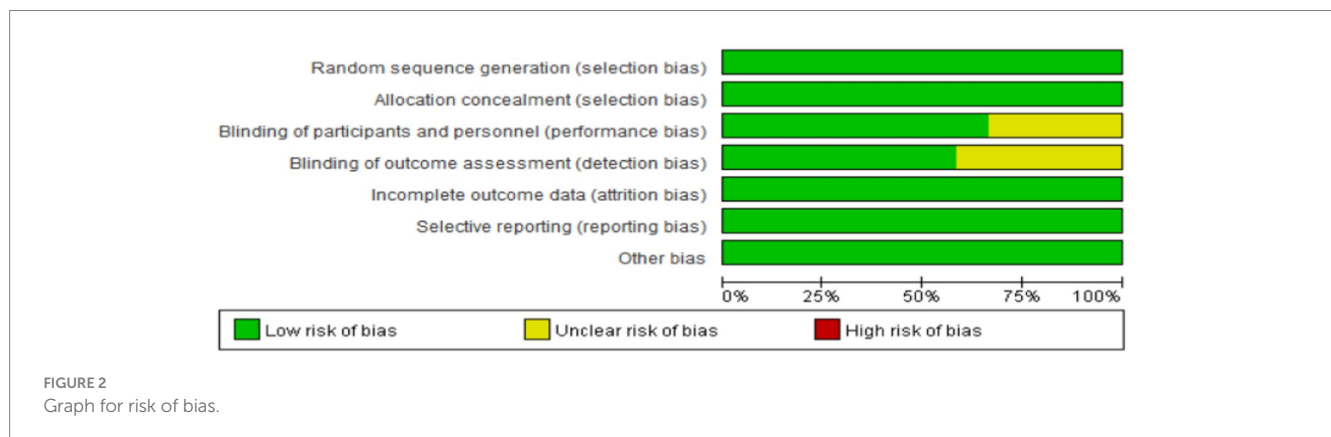 Random sequence generation (selection bias)
Allocation concealment (selection bias)
Blinding of participants and personnel (performance bias)
Blinding of outcome assessment (detection bias)
Incomplete outcome data (attrition bias)
Selective reporting (reporting bias)
Other bias
0% 25% 50% 75% 100%
Low risk of bias Unclear risk of bias High risk of bias
FIGURE 2
Graph for risk of bias.